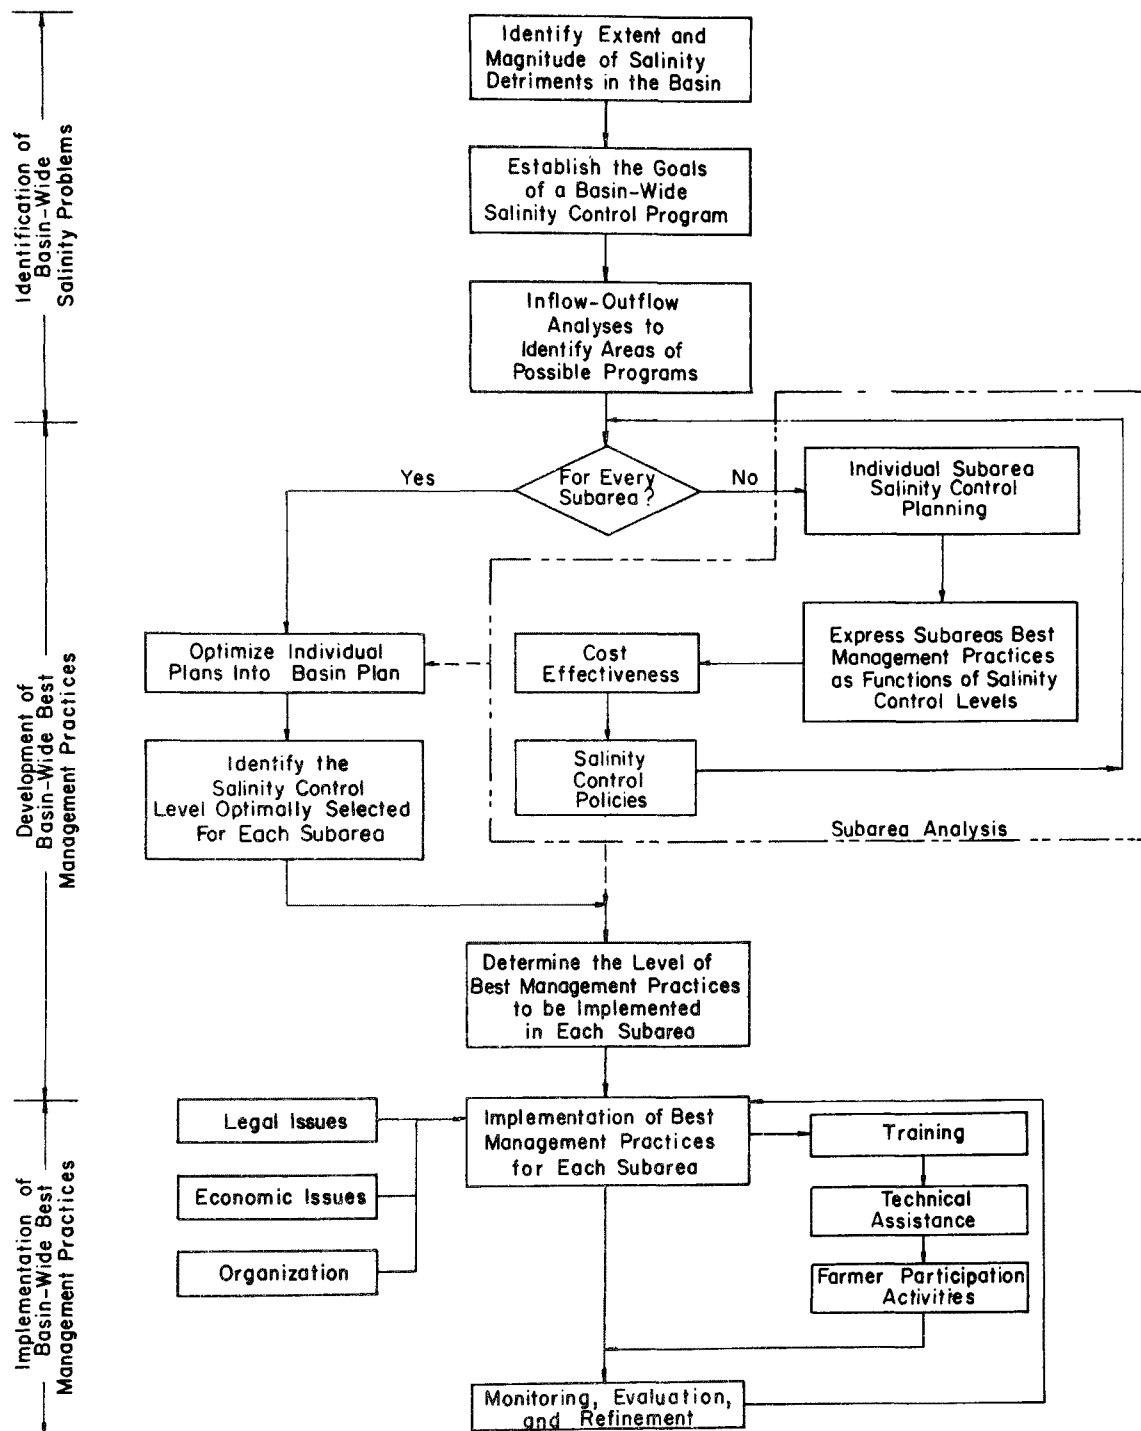 Identify Extent and
Magnitude of Salinity
Detriments in the Basin
Establish the Goals
of a Basin-Wide
Salinity Control Program
Inflow-Outflow
Analyses to
Identify Areas of
Possible Programs
Identification of
Basin-Wide
Salinity Problems
For Every
Subarea?
Yes
No
Individual Subarea
Salinity Control
Planning
Express Subareas Best
Management Practices
as Functions of Salinity
Control Levels
Cost
Effectiveness
Salinity
Control
Policies
Subarea Analysis
Optimize Individual
Plans Into Basin Plan
Identify the
Salinity Control
Level Optimally Selected
For Each Subarea
Development of
Basin-Wide Best
Management Practices
Determine the Level of
Best Management Practices
to be Implemented
in Each Subarea
Legal Issues
Economic Issues
Organization
Implementation of Best
Management Practices
for Each Subarea
Training
Technical
Assistance
Farmer Participation
Activities
Monitoring, Evaluation,
and Refinement
Implementation of
Basin-Wide Best
Management Practices